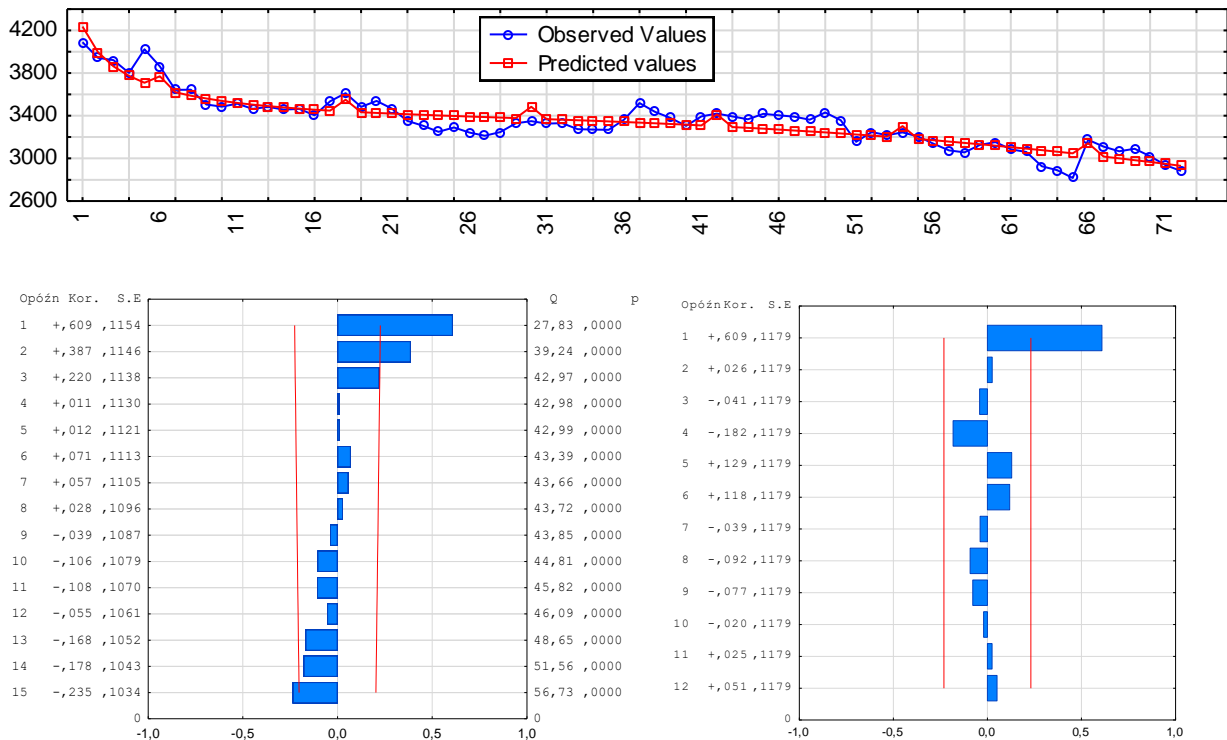 4200
3800
3400
3000
2600
Observed Values
Predicted values
1 6 11 16 21 26 31 36 41 46 51 56 61 66 71
Opóźn Kor. S.E Q p
1 +,609 ,1154 27,83 ,0000
2 +,387 ,1146 39,24 ,0000
3 +,220 ,1138 42,97 ,0000
4 +,011 ,1130 42,98 ,0000
5 +,012 ,1121 42,99 ,0000
6 +,071 ,1113 43,39 ,0000
7 +,057 ,1105 43,66 ,0000
8 +,028 ,1096 43,72 ,0000
9 -,039 ,1087 43,85 ,0000
10 -,106 ,1079 44,81 ,0000
11 -,108 ,1070 45,82 ,0000
12 -,055 ,1061 46,09 ,0000
13 -,168 ,1052 48,65 ,0000
14 -,178 ,1043 51,56 ,0000
15 -,235 ,1034 56,73 ,0000
0 0
-1,0 -0,5 0,0 0,5 1,0
Opóźn Kor. S.E
1 +,609 ,1179
2 +,026 ,1179
3 -,041 ,1179
4 -,182 ,1179
5 +,129 ,1179
6 +,118 ,1179
7 -,039 ,1179
8 -,092 ,1179
9 -,077 ,1179
10 -,020 ,1179
11 +,025 ,1179
12 +,051 ,1179
0
-1,0 -0,5 0,0 0,5 1,0